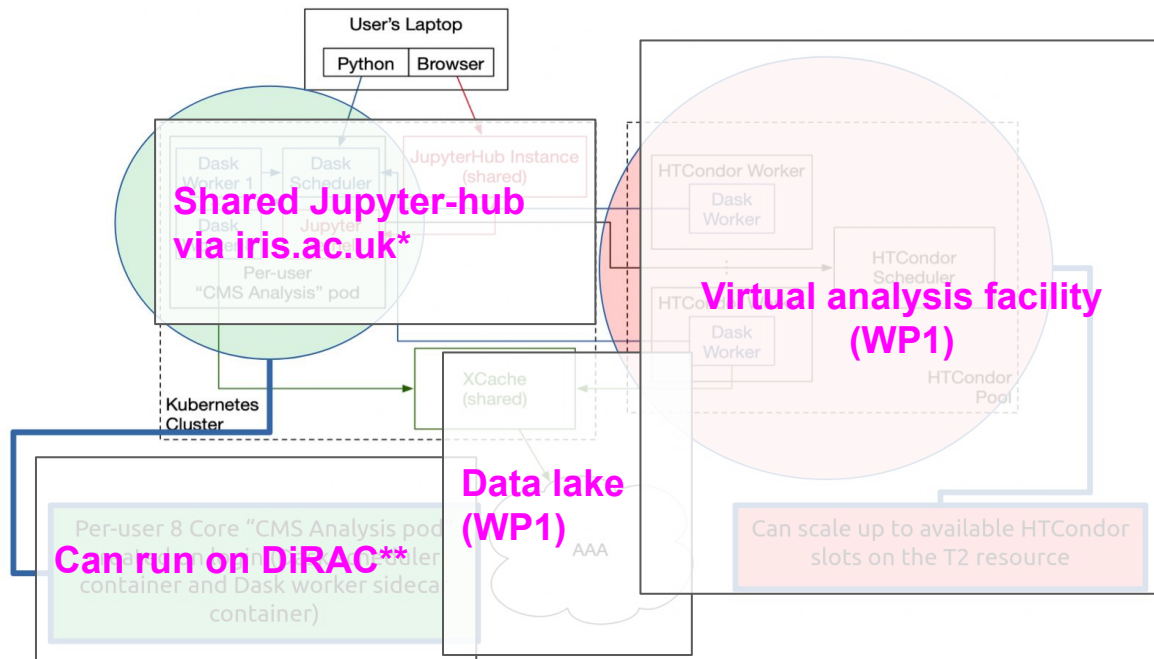 User's Laptop
Python
Browser
Dask
Worker 1
Dask
Scheduler
JupyterHub Instance
(shared)
Shared Jupyter-hub
via iris.ac.uk*
Dask
Jupyter
Per-user
“CMS Analysis” pod
HTCondor Worker
Dask
Worker
HTCondor
Scheduler
Virtual analysis facility
(WP1)
Dask
Worker
HTCondor
Pool
XCache
(shared)
Kubernetes
Cluster
Data lake
(WP1)
AAA
Per-user 8 Core “CMS Analysis pod”
Can run on DiRAC**
container and Dask worker sidecar
container)
Can scale up to available HTCondor
slots on the T2 resource